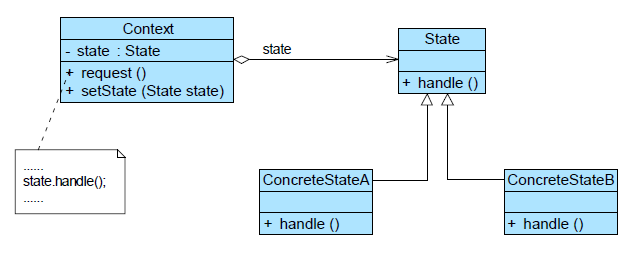 Context
- state : State
+ request ()
+ setState (State state)
state
State
+ handle ()
......
state.handle();
......
ConcreteStateA
+ handle ()
ConcreteStateB
+ handle ()